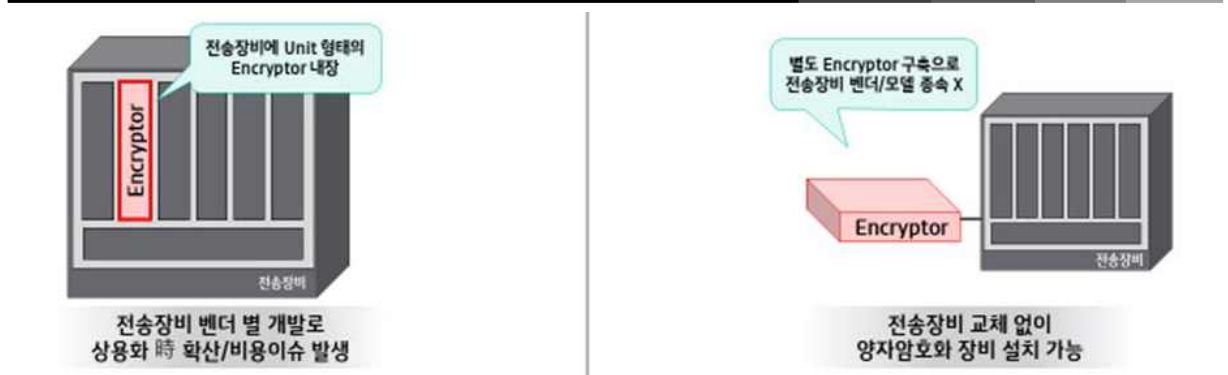 전송장비에 Unit 형태의
Encryptor 내장
Encryptor
전송장비
전송장비 벤더 별 개발로
상용화 時 확산/비용이슈 발생
별도 Encryptor 구축으로
전송장비 벤더/모델 종속 X
Encryptor
전송장비
전송장비 교체 없이
양자암호화 장비 설치 가능